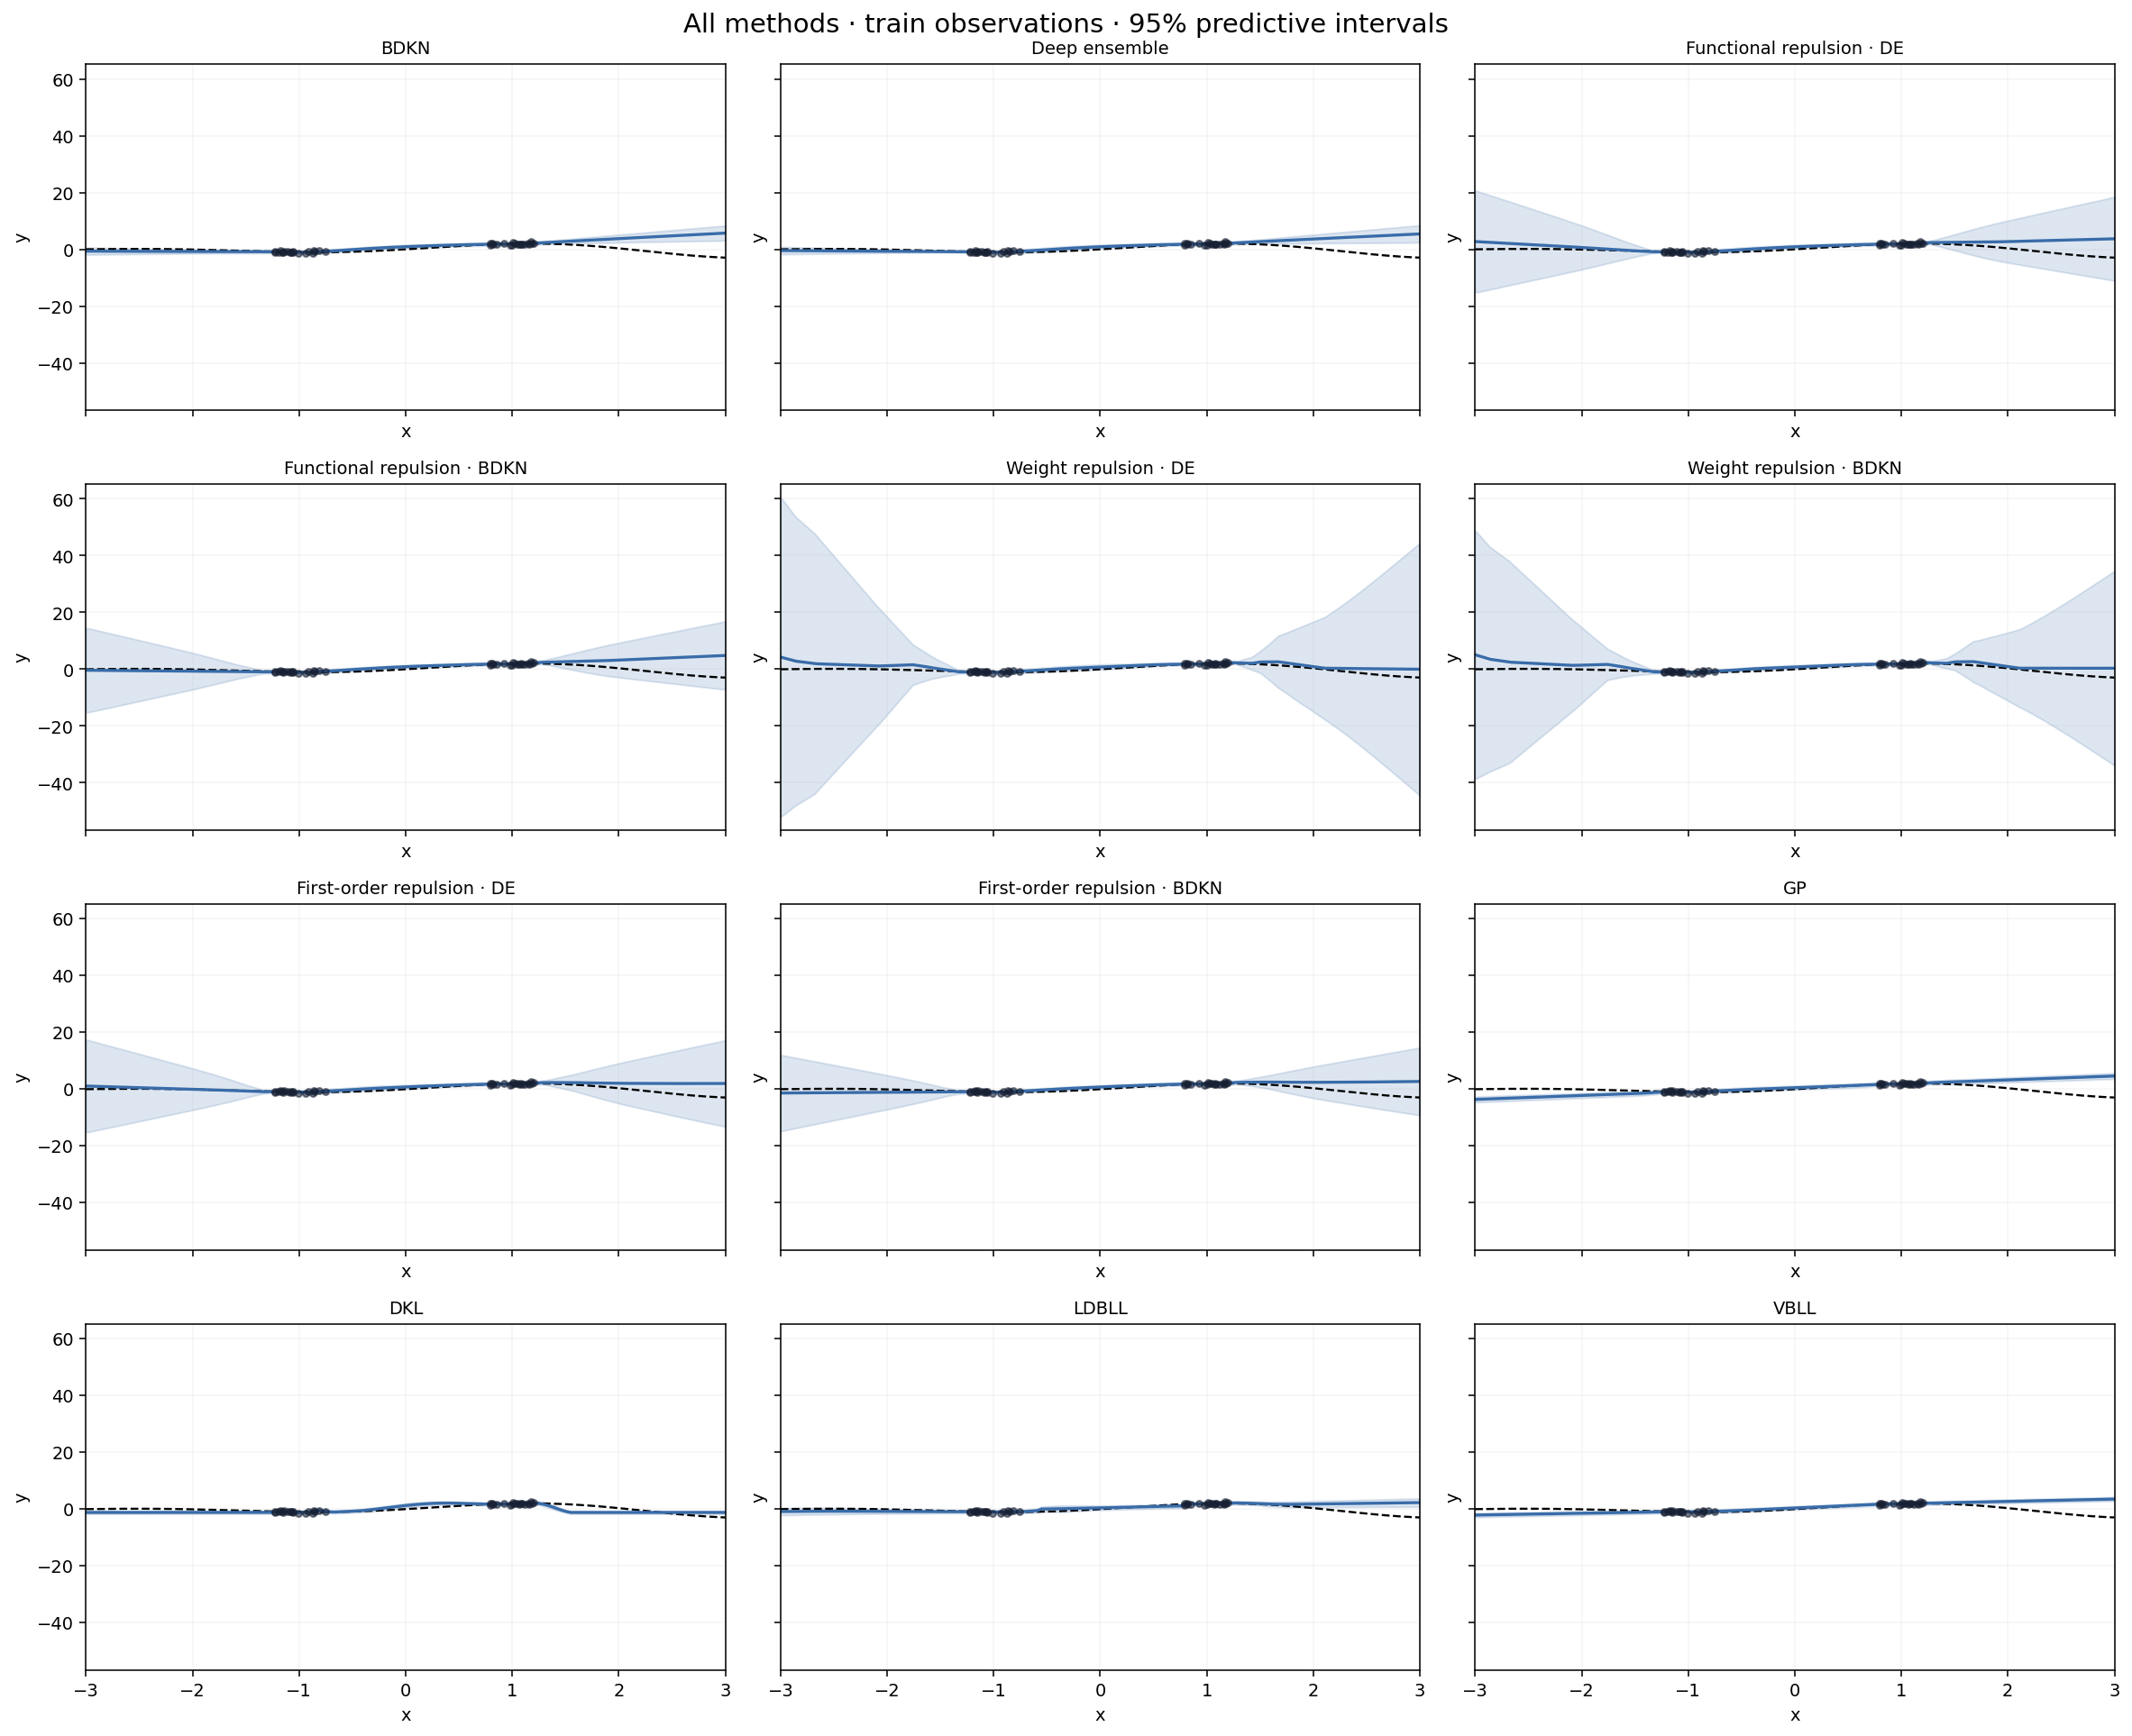 All methods · train observations · 95% predictive intervals
BDKN
Deep ensemble
Functional repulsion · DE
60
40
20
0
−20
−40
y
y
y
x
x
x
Functional repulsion · BDKN
Weight repulsion · DE
Weight repulsion · BDKN
60
40
20
0
−20
−40
y
y
y
x
x
x
First-order repulsion · DE
First-order repulsion · BDKN
GP
60
40
20
0
−20
−40
y
y
y
x
x
x
DKL
LDBLL
VBLL
60
40
20
0
−20
−40
y
y
y
−3 −2 −1 0 1 2 3
−3 −2 −1 0 1 2 3
−3 −2 −1 0 1 2 3
x
x
x